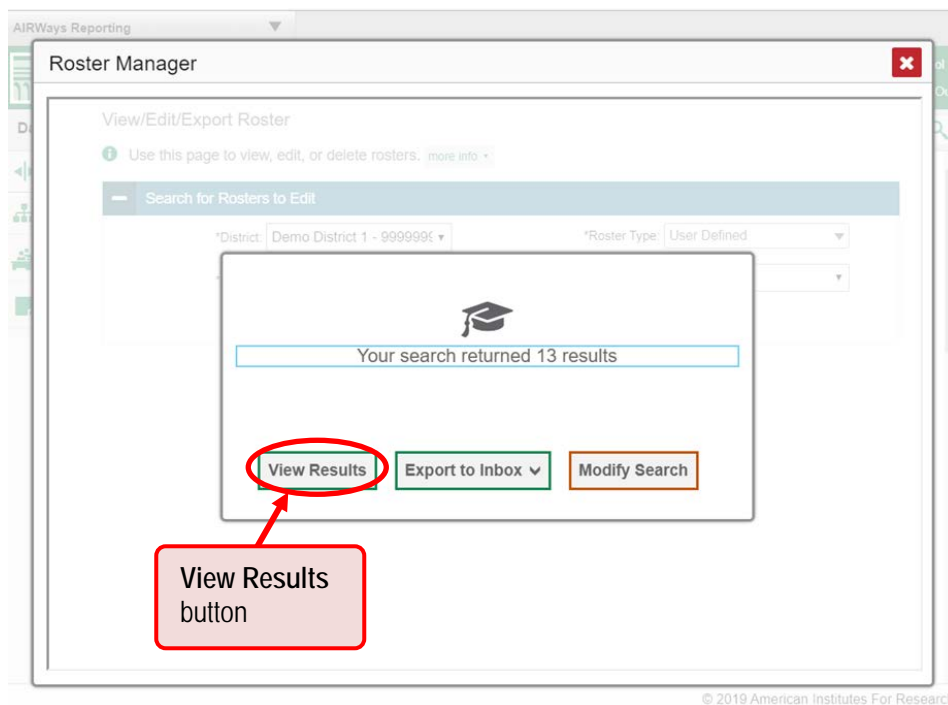 AIRWays Reporting
Roster Manager
View/Edit/Export Roster
Use this page to view, edit, or delete rosters. more info
Search for Rosters to Edit
*District: Demo District 1 - 9999999 *Roster Type: User Defined
Your search returned 13 results
View Results Export to Inbox Modify Search
View Results
button
© 2019 American Institutes For Researc